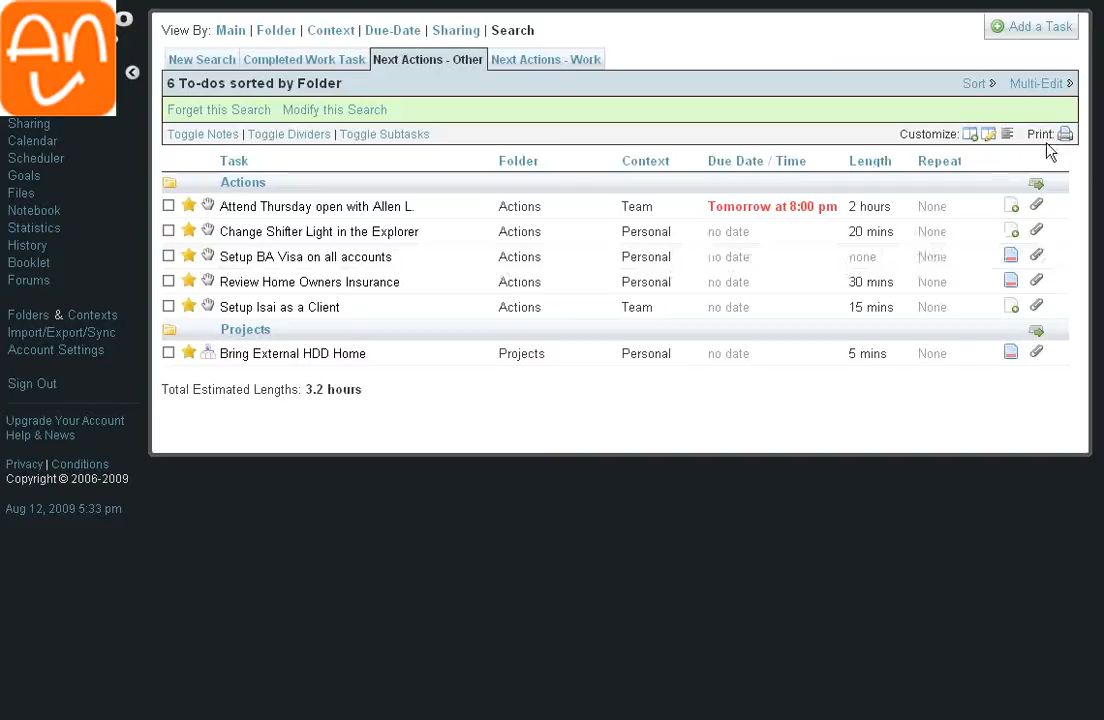 An
View By: Main | Folder | Context | Due-Date | Sharing | Search
Add a Task
New Search Completed Work Task Next Actions - Other Next Actions - Work
6 To-dos sorted by Folder Sort Multi-Edit
Forget this Search Modify this Search
Toggle Notes | Toggle Dividers | Toggle Subtasks Customize: Print:
Task Folder Context Due Date / Time Length Repeat
Actions
Attend Thursday open with Allen L. Actions Team Tomorrow at 8:00 pm 2 hours None
Change Shifter Light in the Explorer Actions Personal no date 20 mins None
Setup BA Visa on all accounts Actions Personal no date none None
Review Home Owners Insurance Actions Personal no date 30 mins None
Setup Isai as a Client Actions Team 15 mins None
Projects
Bring External HDD Home Projects Personal no date 5 mins None
Total Estimated Lengths: 3.2 hours
Sharing
Calendar
Scheduler
Goals
Files
Notebook
Statistics
History
Booklet
Forums
Folders & Contexts
Import/Export/Sync
Account Settings
Sign Out
Upgrade Your Account
Help & News
Privacy | Conditions
Copyright © 2006-2009
Aug 12, 2009 5:33 pm